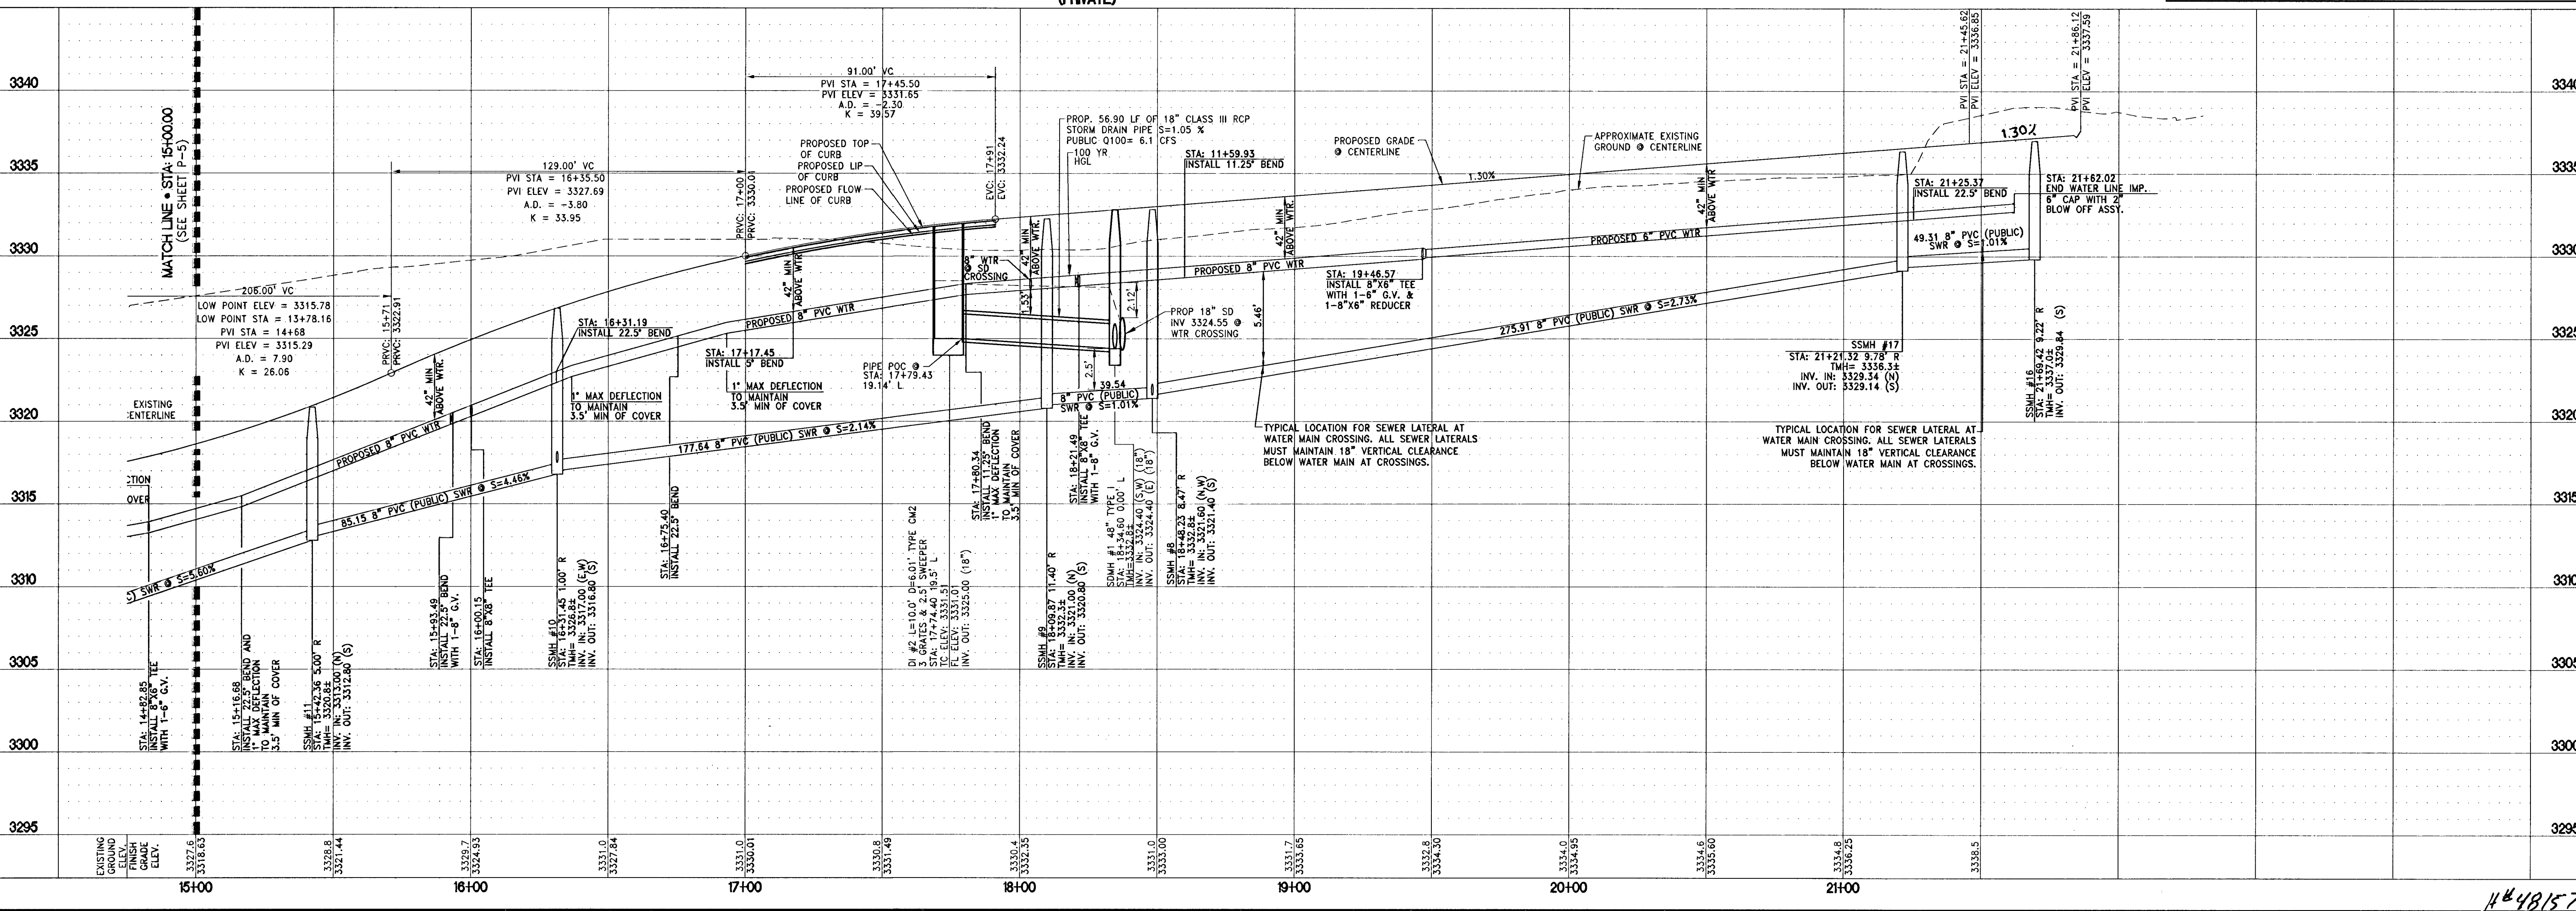 (PRIVATE)
3340
3335
3330
3325
3320
3315
3310
3305
3300
3295
MATCH LINE @ STA: 15+00.00
(SEE SHEET P-5)
206.00' VC
LOW POINT ELEV = 3315.78
LOW POINT STA = 13+78.16
PVI STA = 14+68
PVI ELEV = 3315.29
A.D. = 7.90
K = 26.06
PRVC: 15+71
PRVC: 3322.91
129.00' VC
PVI STA = 16+35.50
PVI ELEV = 3327.69
A.D. = -3.80
K = 33.95
PRVC: 17+00
PRVC: 3330.01
91.00' VC
PVI STA = 17+45.50
PVI ELEV = 3331.65
A.D. = -2.30
K = 39.57
EVC: 17+91
EVC: 3332.24
PROPOSED TOP
OF CURB
PROPOSED LIP
OF CURB
PROPOSED FLOW
LINE OF CURB
PROP. 56.90 LF OF 18" CLASS III RCP
STORM DRAIN PIPE S=1.05 %
PUBLIC Q100= 6.1 CFS
100 YR
HGL
STA: 11+59.93
INSTALL 11.25° BEND
PROPOSED GRADE
@ CENTERLINE
APPROXIMATE EXISTING
GROUND @ CENTERLINE
1.30%
1.30%
PVI STA = 21+45.62
PVI ELEV = 3336.85
PVI STA = 21+86.12
PVI ELEV = 3337.59
EXISTING
CENTERLINE
CTION
OVER
42" MIN
ABOVE WTR.
PROPOSED 8" PVC WTR
STA: 16+31.19
INSTALL 22.5° BEND
1° MAX DEFLECTION
TO MAINTAIN
3.5' MIN OF COVER
STA: 17+17.45
INSTALL 5° BEND
1° MAX DEFLECTION
TO MAINTAIN
3.5' MIN OF COVER
42" MIN
ABOVE WTR.
PROPOSED 8" PVC WTR
PIPE POC @
STA: 17+79.43
19.14' L
8" WTR
@ SD
CROSSING
1.53'
42" MIN
ABOVE WTR.
2.12'
2.5'
PROP 18" SD
INV 3324.55 @
WTR CROSSING
PROPOSED 8" PVC WTR
5.46'
42" MIN
ABOVE WTR.
STA: 19+46.57
INSTALL 8"X6" TEE
WITH 1-6" G.V. &
1-8"X6" REDUCER
PROPOSED 6" PVC WTR
42" MIN
ABOVE WTR
STA: 21+25.37
INSTALL 22.5° BEND
STA: 21+62.02
END WATER LINE IMP.
6" CAP WITH 2"
BLOW OFF ASSY.
49.31 8" PVC (PUBLIC)
SWR @ S=1.01%
275.91 8" PVC (PUBLIC) SWR @ S=2.73%
39.54
8" PVC (PUBLIC)
SWR @ S=1.01%
177.64 8" PVC (PUBLIC) SWR @ S=2.14%
85.15 8" PVC (PUBLIC) SWR @ S=4.46%
C) SWR @ S=5.60%
TYPICAL LOCATION FOR SEWER LATERAL AT
WATER MAIN CROSSING. ALL SEWER LATERALS
MUST MAINTAIN 18" VERTICAL CLEARANCE
BELOW WATER MAIN AT CROSSINGS.
TYPICAL LOCATION FOR SEWER LATERAL AT
WATER MAIN CROSSING. ALL SEWER LATERALS
MUST MAINTAIN 18" VERTICAL CLEARANCE
BELOW WATER MAIN AT CROSSINGS.
STA: 14+82.85
INSTALL 8"X6" TEE
WITH 1-6" G.V.
STA: 15+16.68
INSTALL 22.5° BEND AND
1° MAX DEFLECTION
TO MAINTAIN
3.5' MIN OF COVER
SSMH #11
STA: 15+42.36 5.00' R
TMH= 3320.8±
INV. IN: 3313.00 (N)
INV. OUT: 3312.80 (S)
STA: 15+93.49
INSTALL 22.5° BEND
WITH 1-8" G.V.
STA: 16+00.15
INSTALL 8"X8" TEE
SSMH #10
STA: 16+31.45 1.00' R
TMH= 3326.8±
INV. IN: 3317.00 (E,W)
INV. OUT: 3316.80 (S)
STA: 16+75.40
INSTALL 22.5° BEND
DI #2 L=10.0' D=6.01' TYPE CM2
3 GRATES & 2.5' SWEEPER
STA: 17+74.40 19.5' L
TC ELEV: 3331.51
FL ELEV: 3331.01
INV. OUT: 3325.00 (18")
STA: 17+80.34
INSTALL 11.25° BEND
1° MAX DEFLECTION
TO MAINTAIN
3.5' MIN OF COVER
SSMH #9
STA: 18+09.87 11.40' R
TMH= 3332.3±
INV. IN: 3321.00 (N)
INV. OUT: 3320.80 (S)
STA: 18+21.49
INSTALL 8"X8" TEE
WITH 1-8" G.V.
SDMH #1 48" TYPE I
STA: 18+34.60 0.00' L
TMH=3332.8±
INV. IN: 3324.40 (S,W) (18")
INV. OUT: 3324.40 (E) (18")
SSMH #8
STA: 18+48.23 8.47' R
TMH= 3332.8±
INV. IN: 3321.60 (N,W)
INV. OUT: 3321.40 (S)
SSMH #17
STA: 21+21.32 9.78' R
TMH= 3336.3±
INV. IN: 3329.34 (N)
INV. OUT: 3329.14 (S)
SSMH #16
STA: 21+69.42 9.22' R
TMH= 3337.0±
INV. OUT: 3329.84 (S)
3340
3335
3330
3325
3320
3315
3310
3305
3300
3295
EXISTING
GROUND
ELEV.
FINISH
GRADE
ELEV.
3327.6
3318.63
3328.8
3321.44
3329.7
3324.93
3331.0
3327.84
3331.0
3330.01
3330.8
3331.49
3330.4
3332.35
3331.0
3333.00
3331.7
3333.65
3332.8
3334.30
3334.0
3334.95
3334.6
3335.60
3334.8
3336.25
3338.5
15+00
16+00
17+00
18+00
19+00
20+00
21+00
H#48157